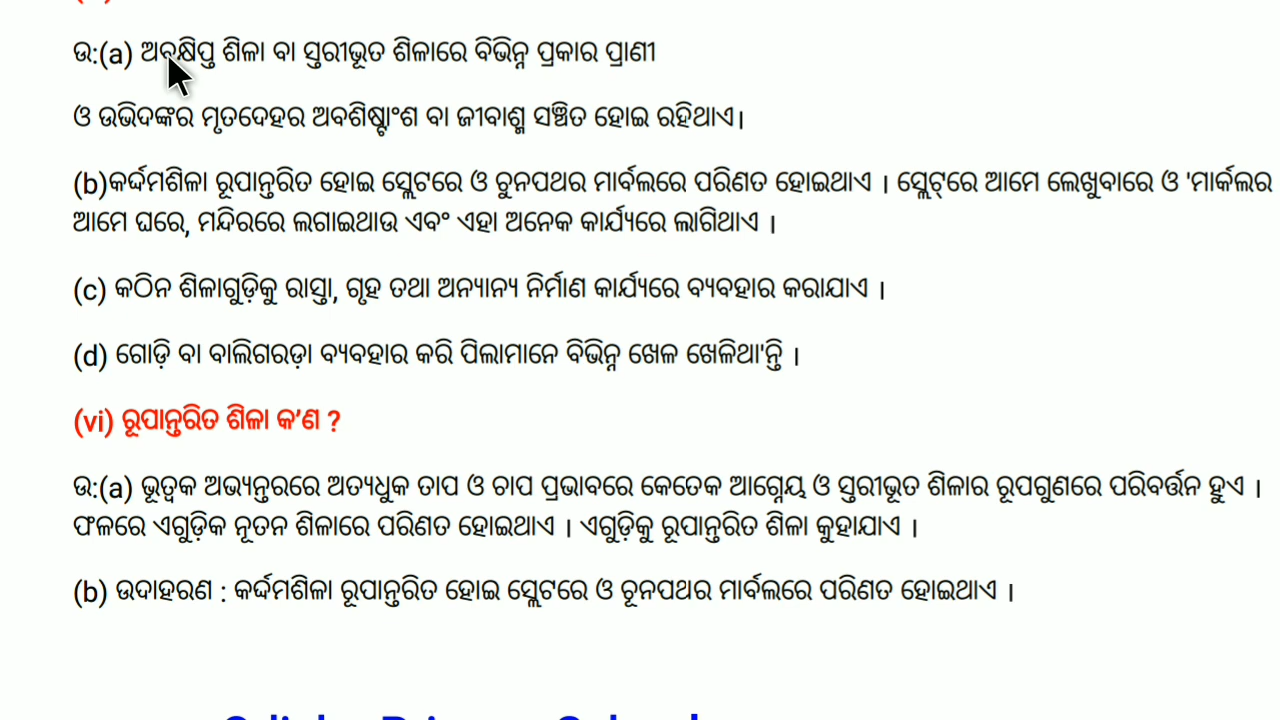 ଉ:(a) ଅବକ୍ଷିପ୍ତ ଶିଳା ବା ସ୍ତରୀଭୂତ ଶିଳାରେ ବିଭିନ୍ନ ପ୍ରକାର ପ୍ରାଣୀ
ଓ ଉଭିଦଙ୍କର ମୃତଦେହର ଅବଶିଷ୍ଟାଂଶ ବା ଜୀବାଶ୍ମ ସଞ୍ଚିତ ହୋଇ ରହିଥାଏ।
(b)କର୍ଦ୍ଦମଶିଳା ରୂପାନ୍ତରିତ ହୋଇ ସ୍ଲେଟରେ ଓ ଚୁନପଥର ମାର୍ବଲରେ ପରିଣତ ହୋଇଥାଏ । ସ୍ଲେଟ୍‌ରେ ଆମେ ଲେଖୁବାରେ ଓ 'ମାର୍କଲର
ଆମେ ଘରେ, ମନ୍ଦିରରେ ଲଗାଇଥାଉ ଏବଂ ଏହା ଅନେକ କାର୍ଯ୍ୟରେ ଲାଗିଥାଏ ।
(c) କଠିନ ଶିଳାଗୁଡ଼ିକୁ ରାସ୍ତା, ଗୃହ ତଥା ଅନ୍ୟାନ୍ୟ ନିର୍ମାଣ କାର୍ଯ୍ୟରେ ବ୍ୟବହାର କରାଯାଏ ।
(d) ଗୋଡ଼ି ବା ବାଲିଗରଡ଼ା ବ୍ୟବହାର କରି ପିଲାମାନେ ବିଭିନ୍ନ ଖେଳ ଖେଳିଥା'ନ୍ତି ।
(vi) ରୂପାନ୍ତରିତ ଶିଳା କ’ଣ ?
ଉ:(a) ଭୂତ୍ଵକ ଅଭ୍ୟନ୍ତରରେ ଅତ୍ୟଧୁକ ତାପ ଓ ଚାପ ପ୍ରଭାବରେ କେତେକ ଆଗ୍ନେୟ ଓ ସ୍ତରୀଭୂତ ଶିଳାର ରୂପଗୁଣରେ ପରିବର୍ତ୍ତନ ହୁଏ ।
ଫଳରେ ଏଗୁଡ଼ିକ ନୂତନ ଶିଳାରେ ପରିଣତ ହୋଇଥାଏ । ଏଗୁଡ଼ିକୁ ରୂପାନ୍ତରିତ ଶିଳା କୁହାଯାଏ ।
(b) ଉଦାହରଣ : କର୍ଦ୍ଦମଶିଳା ରୂପାନ୍ତରିତ ହୋଇ ସ୍ଲେଟରେ ଓ ଚୂନପଥର ମାର୍ବଲରେ ପରିଣତ ହୋଇଥାଏ ।